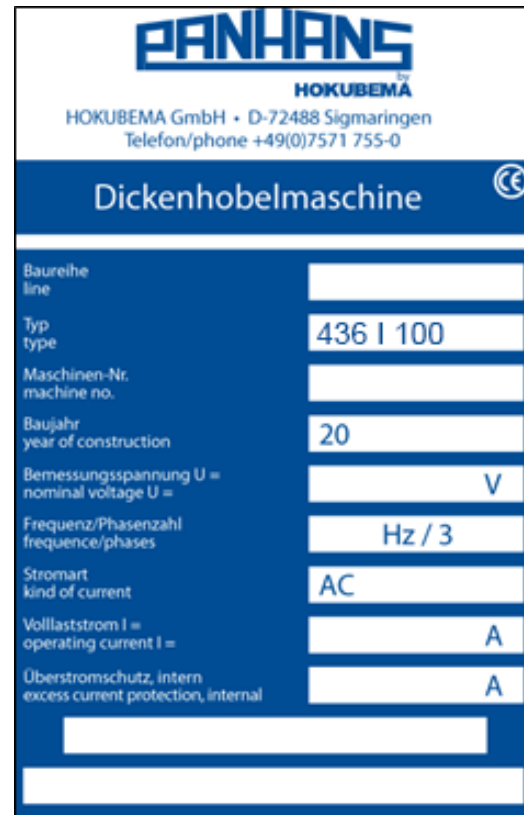 PANHANS
by
HOKUBEMA
HOKUBEMA GmbH • D-72488 Sigmaringen
Telefon/phone +49(0)7571 755-0
Dickenhobelmaschine CE
Baureihe
line
Typ
type
436 | 100
Maschinen-Nr.
machine no.
Baujahr
year of construction
20
Bemessungsspannung U =
nominal voltage U =
V
Frequenz/Phasenzahl
frequence/phases
Hz / 3
Stromart
kind of current
AC
Volllaststrom I =
operating current I =
A
Überstromschutz, intern
excess current protection, internal
A